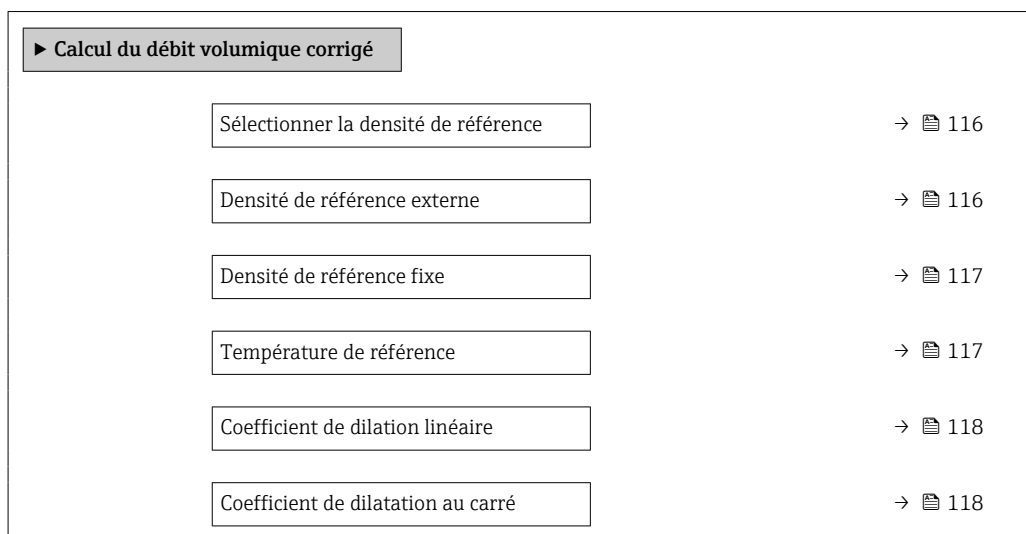 ▶ Calcul du débit volumique corrigé
Sélectionner la densité de référence → 116
Densité de référence externe → 116
Densité de référence fixe → 117
Température de référence → 117
Coefficient de dilation linéaire → 118
Coefficient de dilatation au carré → 118